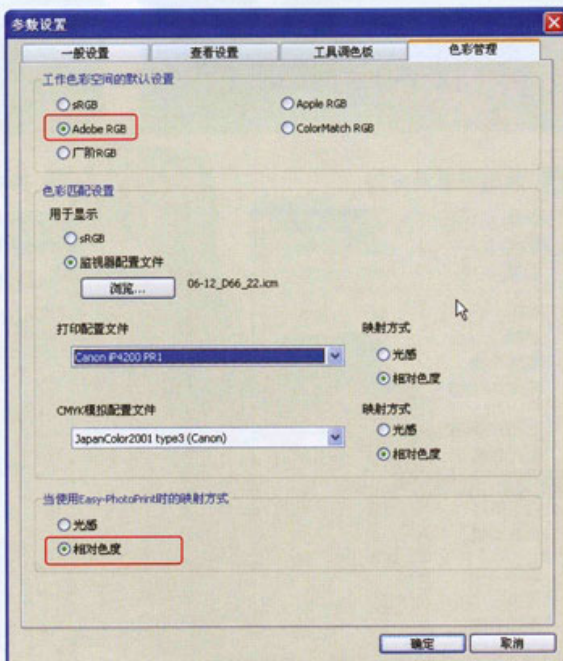 参数设置
一般设置 查看设置 工具调色板 色彩管理
工作色彩空间的默认设置
sRGB Apple RGB
Adobe RGB ColorMatch RGB
广阶RGB
色彩匹配设置
用于显示
sRGB
监视器配置文件
浏览... 06-12_D66_22.icm
打印配置文件 映射方式
Canon iP4200 PR1 光感
相对色度
CMYK模拟配置文件 映射方式
JapanColor2001 type3 (Canon) 光感
相对色度
当使用Easy-PhotoPrint时的映射方式
光感
相对色度
确定 取消